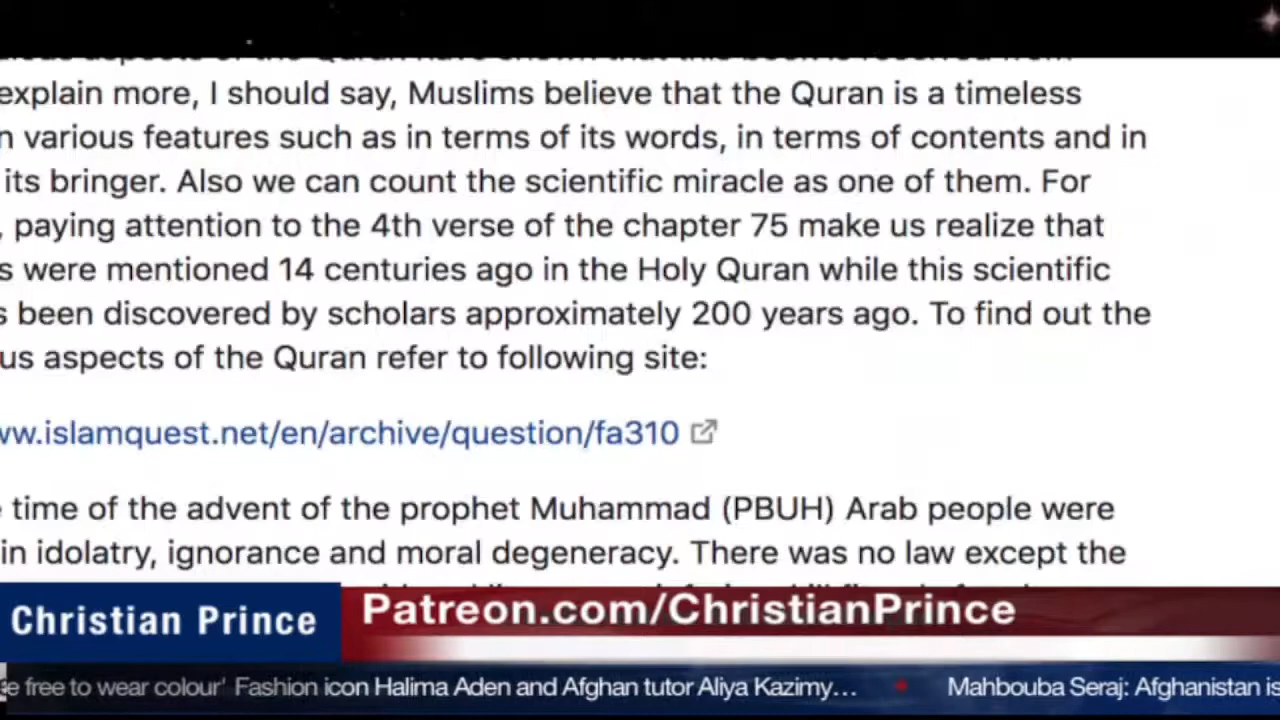 explain more, I should say, Muslims believe that the Quran is a timeless
n various features such as in terms of its words, in terms of contents and in
its bringer. Also we can count the scientific miracle as one of them. For
, paying attention to the 4th verse of the chapter 75 make us realize that
s were mentioned 14 centuries ago in the Holy Quran while this scientific
s been discovered by scholars approximately 200 years ago. To find out the
us aspects of the Quran refer to following site:
ww.islamquest.net/en/archive/question/fa310
e time of the advent of the prophet Muhammad (PBUH) Arab people were
in idolatry, ignorance and moral degeneracy. There was no law except the
Christian Prince
Patreon.com/ChristianPrince
e free to wear colour' Fashion icon Halima Aden and Afghan tutor Aliya Kazimy… Mahbouba Seraj: Afghanistan is